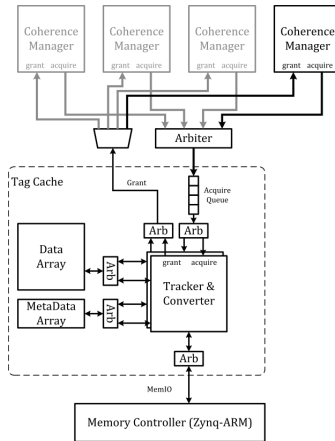 Coherence
Manager
grant acquire
Coherence
Manager
grant acquire
Coherence
Manager
grant acquire
Coherence
Manager
grant acquire
Arbiter
Tag Cache
Grant
Acquire
Queue
Arb
Arb
grant acquire
Data
Array
Arb
Tracker &
Converter
MetaData
Array
Arb
Arb
MemIO
Memory Controller (Zynq-ARM)